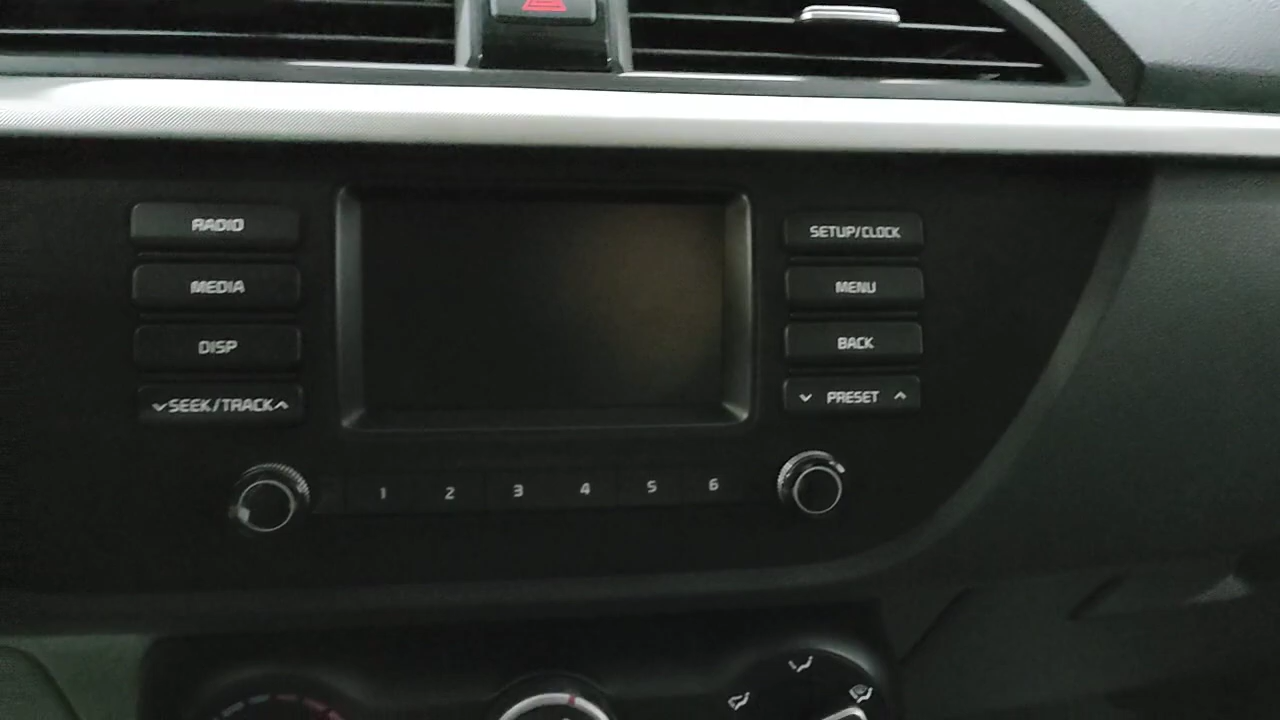 RADIO
MEDIA
DISP
SEEK/TRACK
SETUP/CLOCK
MENU
BACK
PRESET
1 2 3 4 5 6